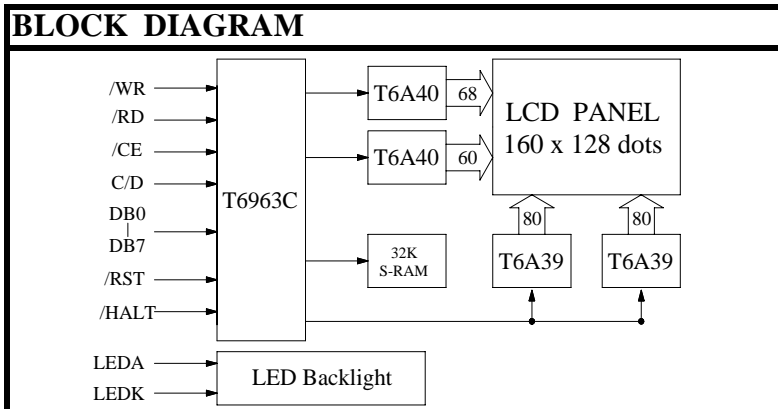 BLOCK DIAGRAM
/WR
/RD
/CE
C/D
DB0
|
DB7
/RST
/HALT
T6963C
T6A40
68
T6A40
60
LCD PANEL
160 x 128 dots
80
80
32K
S-RAM
T6A39
T6A39
LEDA
LEDK
LED Backlight